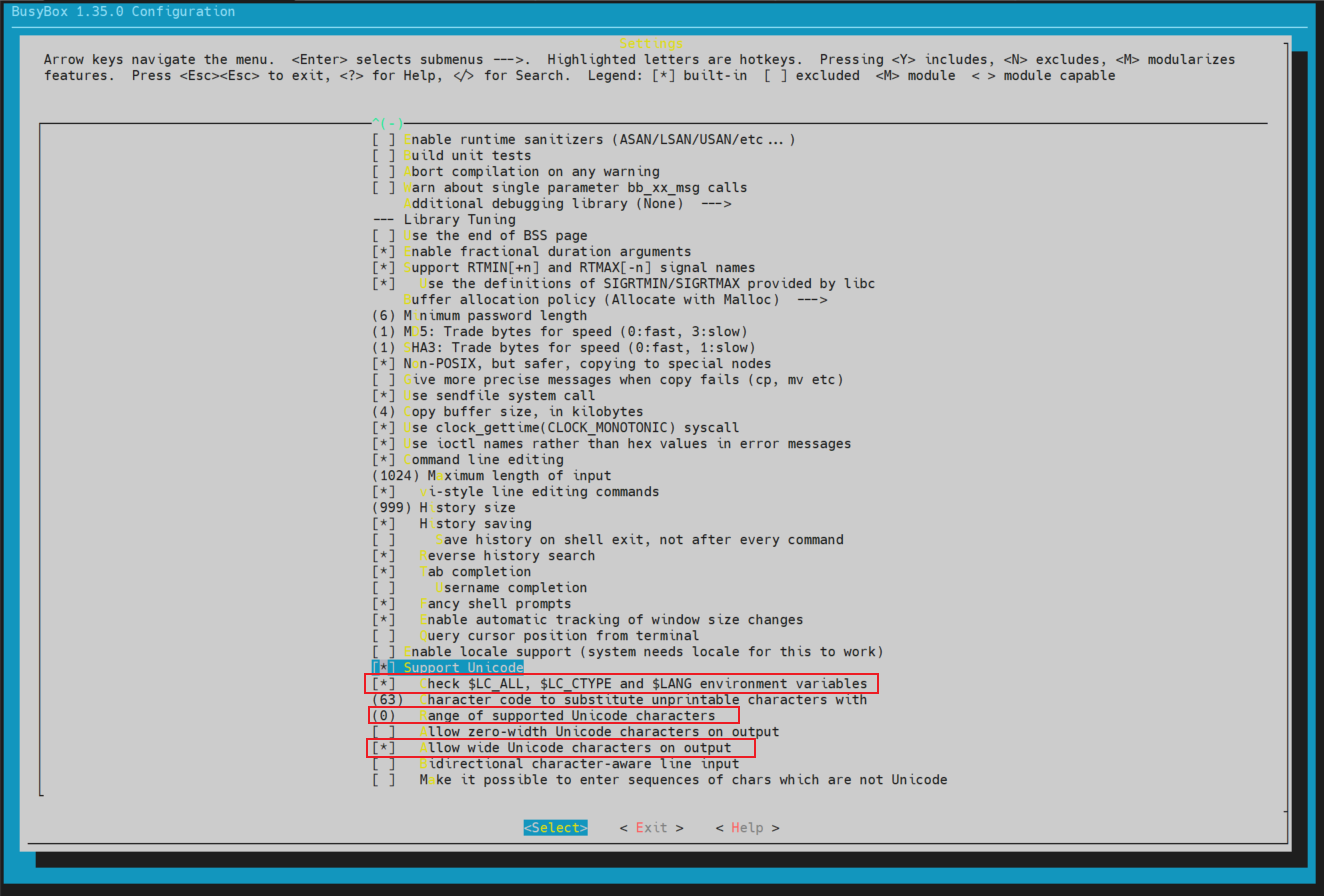 BusyBox 1.35.0 Configuration
Settings
Arrow keys navigate the menu.  <Enter> selects submenus --->.  Highlighted letters are hotkeys.  Pressing <Y> includes, <N> excludes, <M> modularizes
features.  Press <Esc><Esc> to exit, <?> for Help, </> for Search.  Legend: [*] built-in  [ ] excluded  <M> module  < > module capable
^(-)
[ ] Enable runtime sanitizers (ASAN/LSAN/USAN/etc...)
[ ] Build unit tests
[ ] Abort compilation on any warning
[ ] Warn about single parameter bb_xx_msg calls
    Additional debugging library (None)  --->
--- Library Tuning
[ ] Use the end of BSS page
[*] Enable fractional duration arguments
[*] Support RTMIN[+n] and RTMAX[-n] signal names
[*]   Use the definitions of SIGRTMIN/SIGRTMAX provided by libc
    Buffer allocation policy (Allocate with Malloc)  --->
(6) Minimum password length
(1) MD5: Trade bytes for speed (0:fast, 3:slow)
(1) SHA3: Trade bytes for speed (0:fast, 1:slow)
[*] Non-POSIX, but safer, copying to special nodes
[ ] Give more precise messages when copy fails (cp, mv etc)
[*] Use sendfile system call
(4) Copy buffer size, in kilobytes
[*] Use clock_gettime(CLOCK_MONOTONIC) syscall
[*] Use ioctl names rather than hex values in error messages
[*] Command line editing
(1024) Maximum length of input
[*]   vi-style line editing commands
(999) History size
[*]   History saving
[ ]     Save history on shell exit, not after every command
[*]   Reverse history search
[*]   Tab completion
[ ]     Username completion
[*]   Fancy shell prompts
[*]   Enable automatic tracking of window size changes
[ ]   Query cursor position from terminal
[ ] Enable locale support (system needs locale for this to work)
[*] Support Unicode
[*]   Check $LC_ALL, $LC_CTYPE and $LANG environment variables
(63)  Character code to substitute unprintable characters with
(0)   Range of supported Unicode characters
[ ]   Allow zero-width Unicode characters on output
[*]   Allow wide Unicode characters on output
[ ]   Bidirectional character-aware line input
[ ]   Make it possible to enter sequences of chars which are not Unicode
<Select>    < Exit >    < Help >